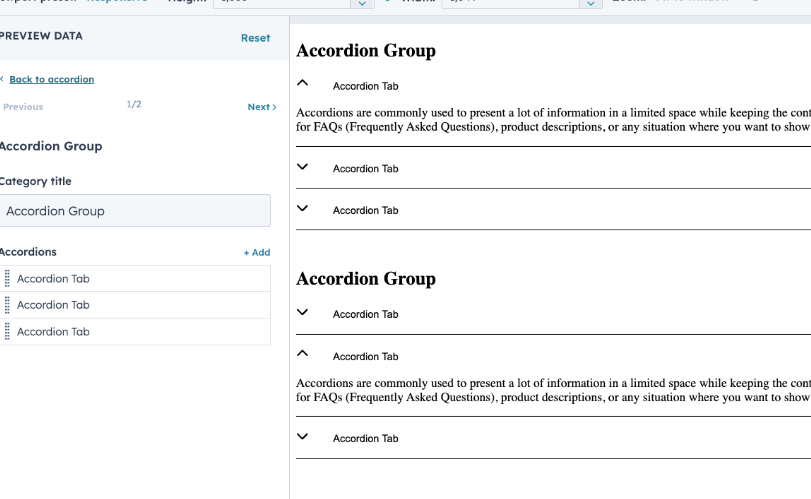 PREVIEW DATA
Reset
Back to accordion
Previous
1/2
Next
Accordion Group
Category title
Accordion Group
Accordions
+ Add
Accordion Tab
Accordion Tab
Accordion Tab
Accordion Group
Accordion Tab
Accordions are commonly used to present a lot of information in a limited space while keeping the cont
for FAQs (Frequently Asked Questions), product descriptions, or any situation where you want to show
Accordion Tab
Accordion Tab
Accordion Group
Accordion Tab
Accordion Tab
Accordions are commonly used to present a lot of information in a limited space while keeping the cont
for FAQs (Frequently Asked Questions), product descriptions, or any situation where you want to show
Accordion Tab